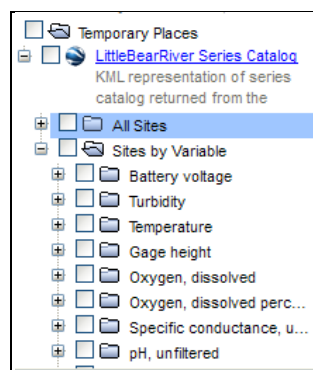 Temporary Places
LittleBearRiver Series Catalog
KML representation of series
catalog returned from the
All Sites
Sites by Variable
Battery voltage
Turbidity
Temperature
Gage height
Oxygen, dissolved
Oxygen, dissolved perc...
Specific conductance, u...
pH, unfiltered